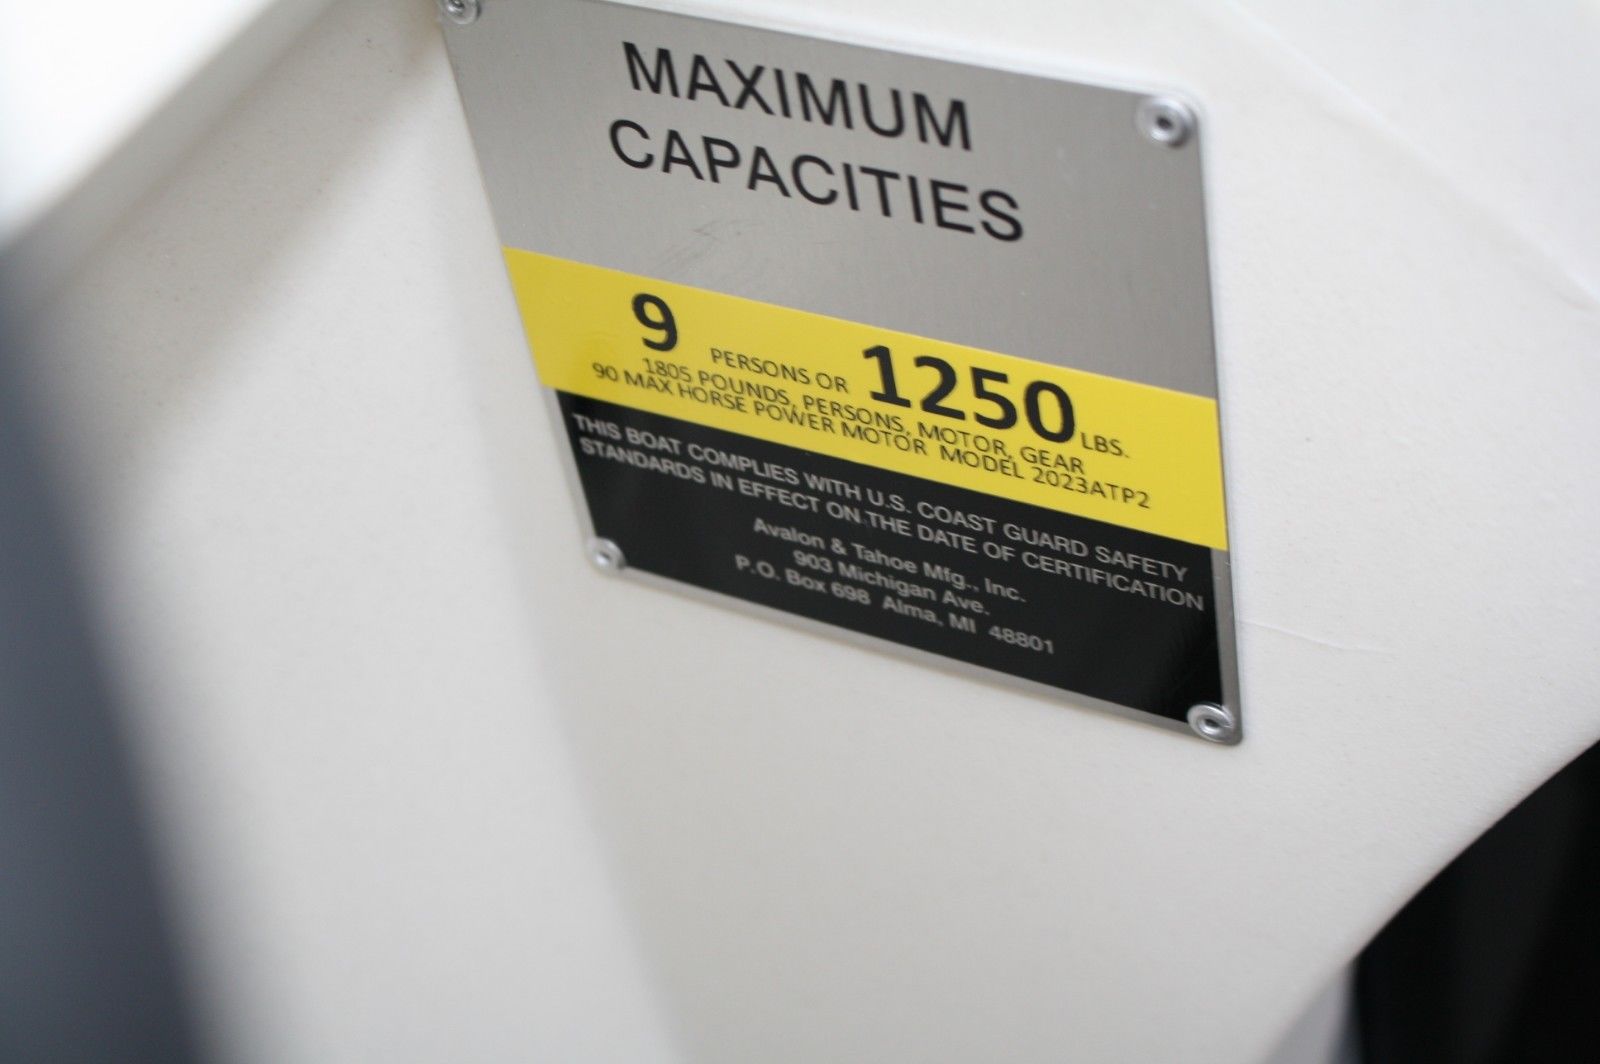 MAXIMUM
CAPACITIES
9 PERSONS OR 1250 LBS.
1805 POUNDS, PERSONS, MOTOR, GEAR
90 MAX HORSE POWER MOTOR MODEL 2023ATP2
THIS BOAT COMPLIES WITH U.S. COAST GUARD SAFETY
STANDARDS IN EFFECT ON THE DATE OF CERTIFICATION
Avalon & Tahoe Mfg., Inc.
903 Michigan Ave.
P.O. Box 698 Alma, MI 48801